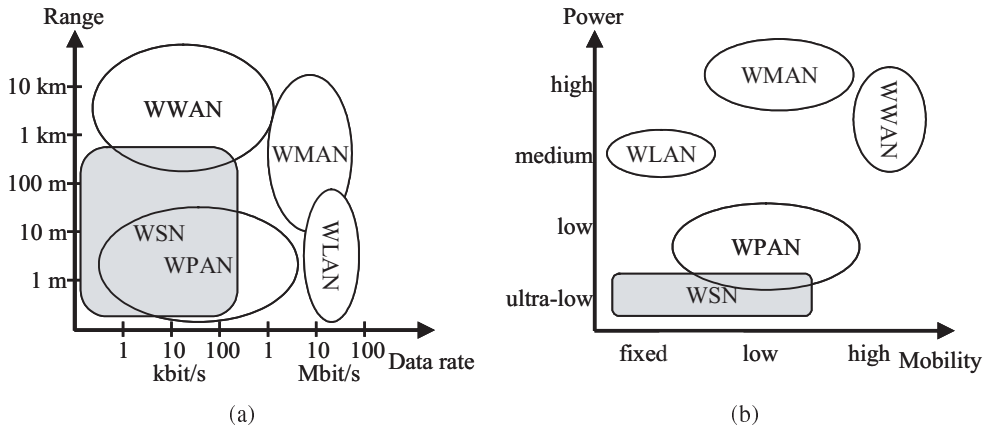 Range
10 km
1 km
100 m
10 m
1 m
WWAN
WMAN
WSN
WPAN
WLAN
1 10 100 1 10 100 Data rate
kbit/s Mbit/s
(a)
Power
high
medium
low
ultra-low
WMAN
WWAN
WLAN
WPAN
WSN
fixed low high Mobility
(b)